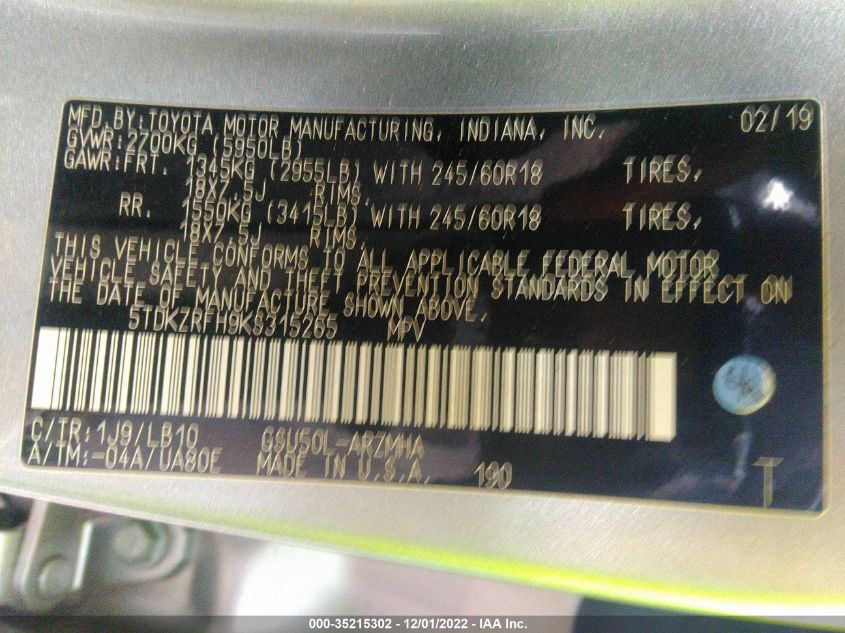 MFD.BY:TOYOTA MOTOR MANUFACTURING, INDIANA, INC. 02/19
GVWR:2700KG (5950LB)
GAWR:FRT. 1345KG (2955LB) WITH 245/60R18 TIRES,
18X7.5J RIMS,
RR. 1550KG (3415LB) WITH 245/60R18 TIRES,
18X7.5J RIMS,
THIS VEHICLE CONFORMS TO ALL APPLICABLE FEDERAL MOTOR
VEHICLE SAFETY AND THEFT PREVENTION STANDARDS IN EFFECT ON
THE DATE OF MANUFACTURE SHOWN ABOVE.
5TDKZRFH9KS315265 MPV
C/TR:1J9/LB10 GSU50L-ARZMHA
A/TM:-04A/UA80E MADE IN U.S.A. 190
T
000-35215302 - 12/01/2022 - IAA Inc.